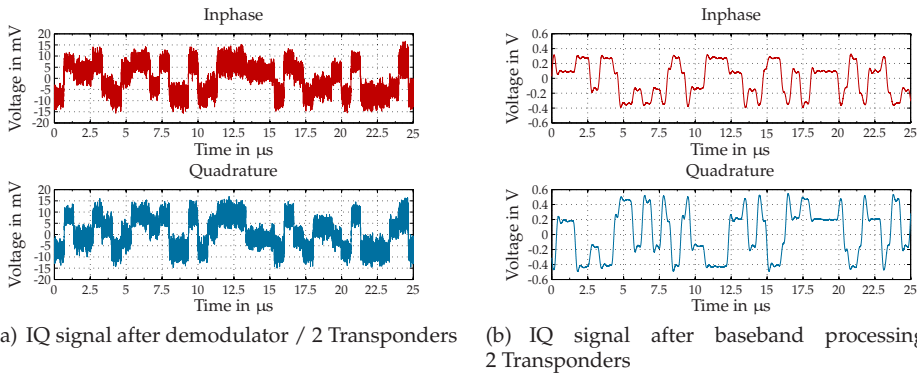 Inphase
Voltage in mV
20
15
10
5
0
-5
-10
-15
-20
0 2.5 5 7.5 10 12.5 15 17.5 20 22.5 25
Time in µs
Quadrature
Voltage in mV
20
15
10
5
0
-5
-10
-15
-20
0 2.5 5 7.5 10 12.5 15 17.5 20 22.5 25
Time in µs
a) IQ signal after demodulator / 2 Transponders
Inphase
Voltage in V
0.6
0.4
0.2
0
-0.2
-0.4
-0.6
0 2.5 5 7.5 10 12.5 15 17.5 20 22.5 25
Time in µs
Quadrature
Voltage in V
0.6
0.4
0.2
0
-0.2
-0.4
-0.6
0 2.5 5 7.5 10 12.5 15 17.5 20 22.5 25
Time in µs
(b) IQ signal after baseband processing
2 Transponders